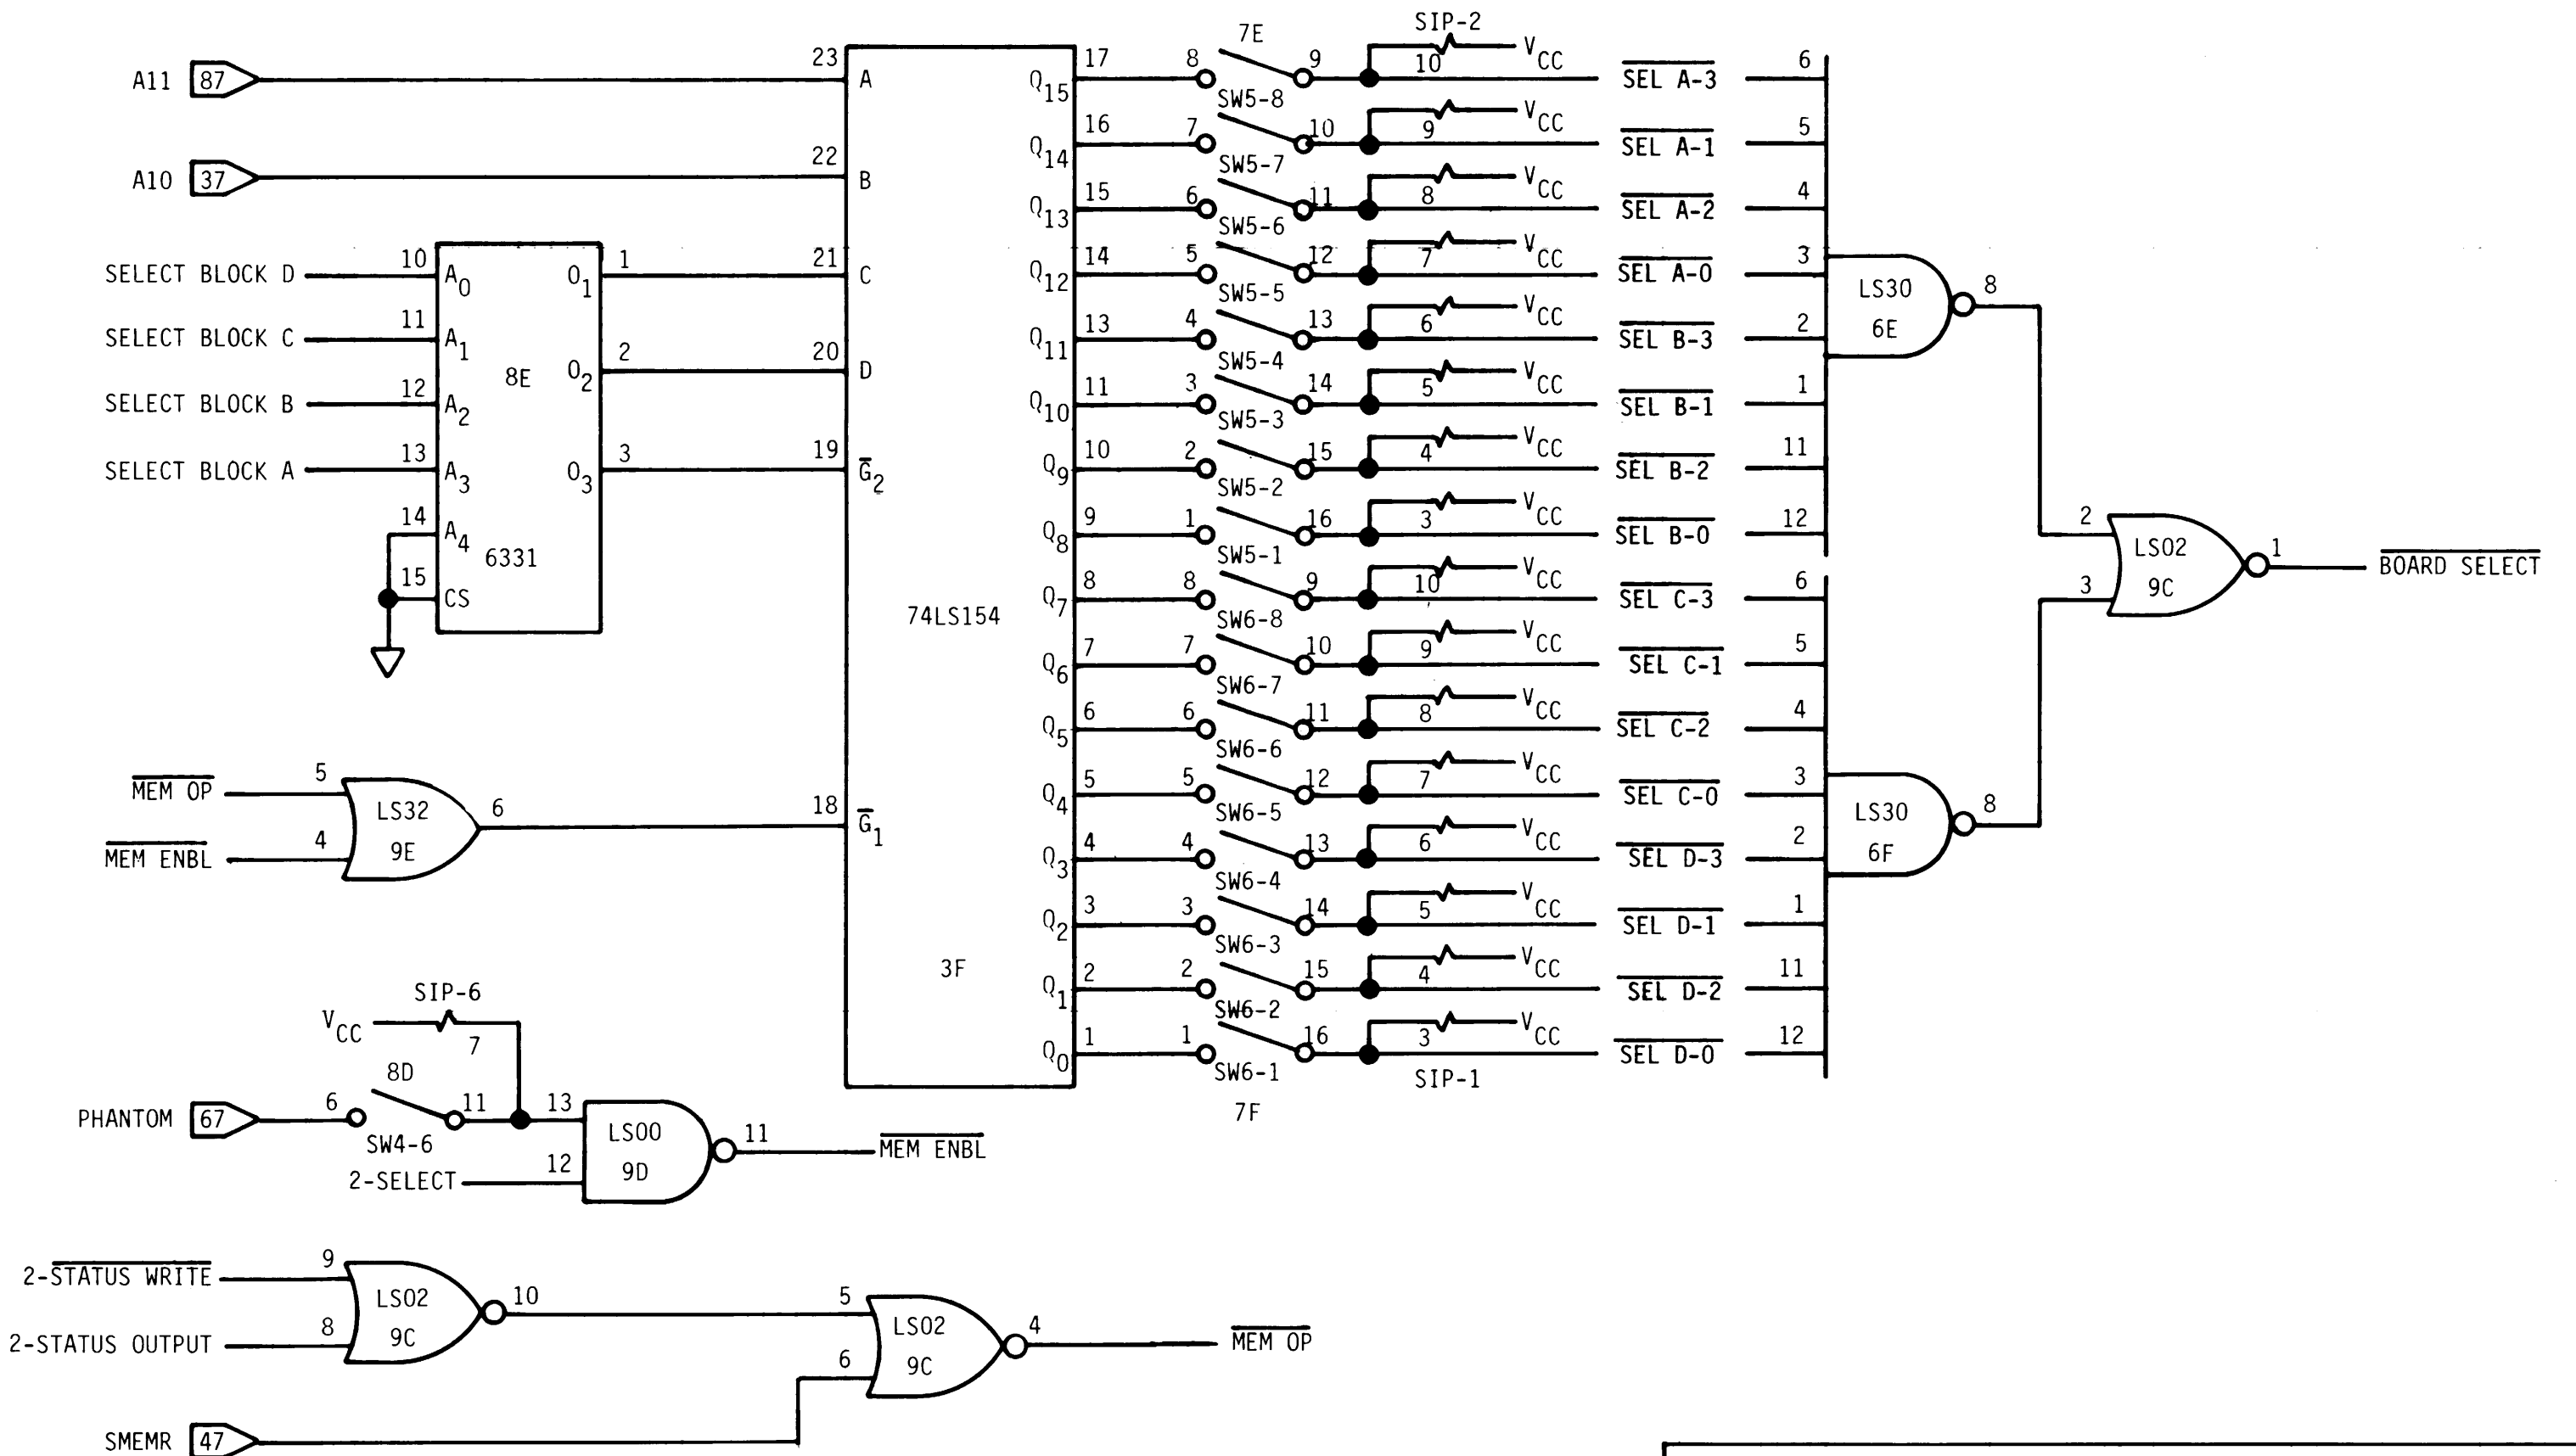 7E
SIP-2
A11 87 23 A
Q15 17 8 9 10 VCC SEL A-3 6
SW5-8
Q14 16 7 10 9 VCC SEL A-1 5
SW5-7
A10 37 22 B
Q13 15 6 11 8 VCC SEL A-2 4
SW5-6
SELECT BLOCK D 10 A0 O1 1 21 C
Q12 14 5 12 7 VCC SEL A-0 3
SW5-5
LS30 8
6E
SELECT BLOCK C 11 A1
Q11 13 4 13 6 VCC SEL B-3 2
SW5-4
8E O2 2 20 D
SELECT BLOCK B 12 A2
Q10 11 3 14 5 VCC SEL B-1 1
SW5-3
SELECT BLOCK A 13 A3 O3 3 19 G2
Q9 10 2 15 4 VCC SEL B-2 11
SW5-2
14 A4
6331
Q8 9 1 16 3 VCC SEL B-0 12
SW5-1
2 LS02 1 BOARD SELECT
3 9C
15 CS
Q7 8 8 9 10 VCC SEL C-3 6
SW6-8
74LS154
Q6 7 7 10 9 VCC SEL C-1 5
SW6-7
Q5 6 6 11 8 VCC SEL C-2 4
SW6-6
MEM OP 5
LS32 6 18 G1
9E
MEM ENBL 4
Q4 5 5 12 7 VCC SEL C-0 3
SW6-5
LS30 8
6F
Q3 4 4 13 6 VCC SEL D-3 2
SW6-4
Q2 3 3 14 5 VCC SEL D-1 1
SW6-3
3F
Q1 2 2 15 4 VCC SEL D-2 11
SW6-2
Q0 1 1 16 3 VCC SEL D-0 12
SW6-1
SIP-1
7F
SIP-6
VCC 7
8D
PHANTOM 67 6 11 13
SW4-6
LS00 11 MEM ENBL
9D
2-SELECT 12
2-STATUS WRITE 9
LS02 10 5
9C
2-STATUS OUTPUT 8
LS02 4 MEM OP
9C
6
SMEMR 47